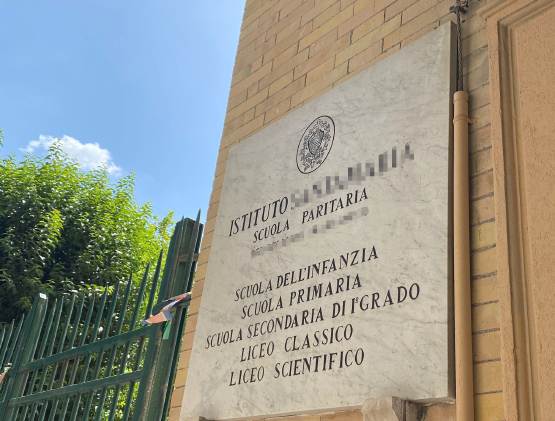 ISTITUTO
SCUOLA PARITARIA
SCUOLA DELL'INFANZIA
SCUOLA PRIMARIA
SCUOLA SECONDARIA DI I° GRADO
LICEO CLASSICO
LICEO SCIENTIFICO